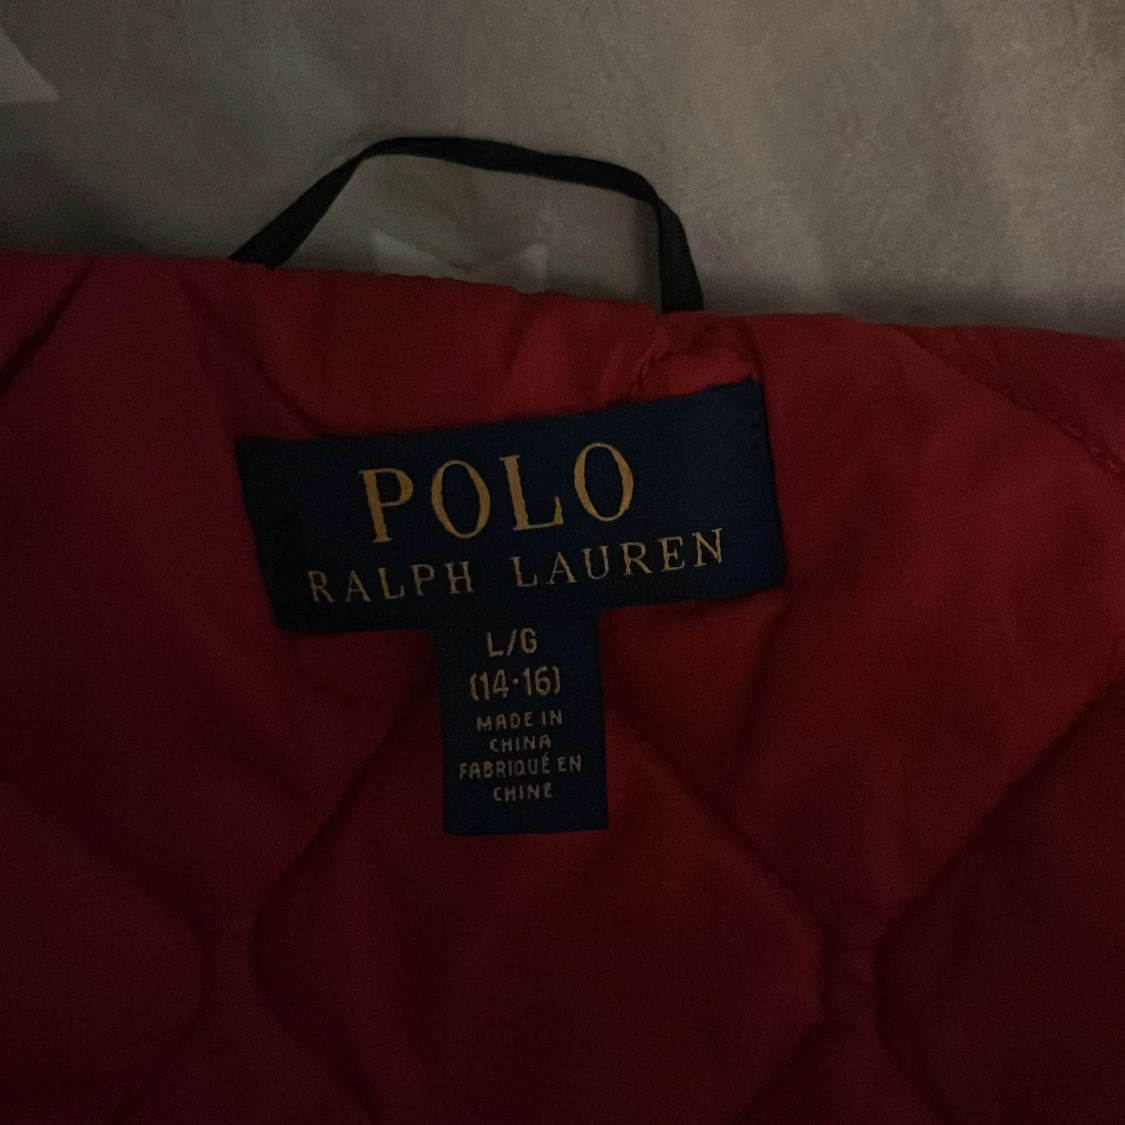 POLO
RALPH LAUREN
L/G
(14·16)
MADE IN
CHINA
FABRIQUÉ EN
CHINE